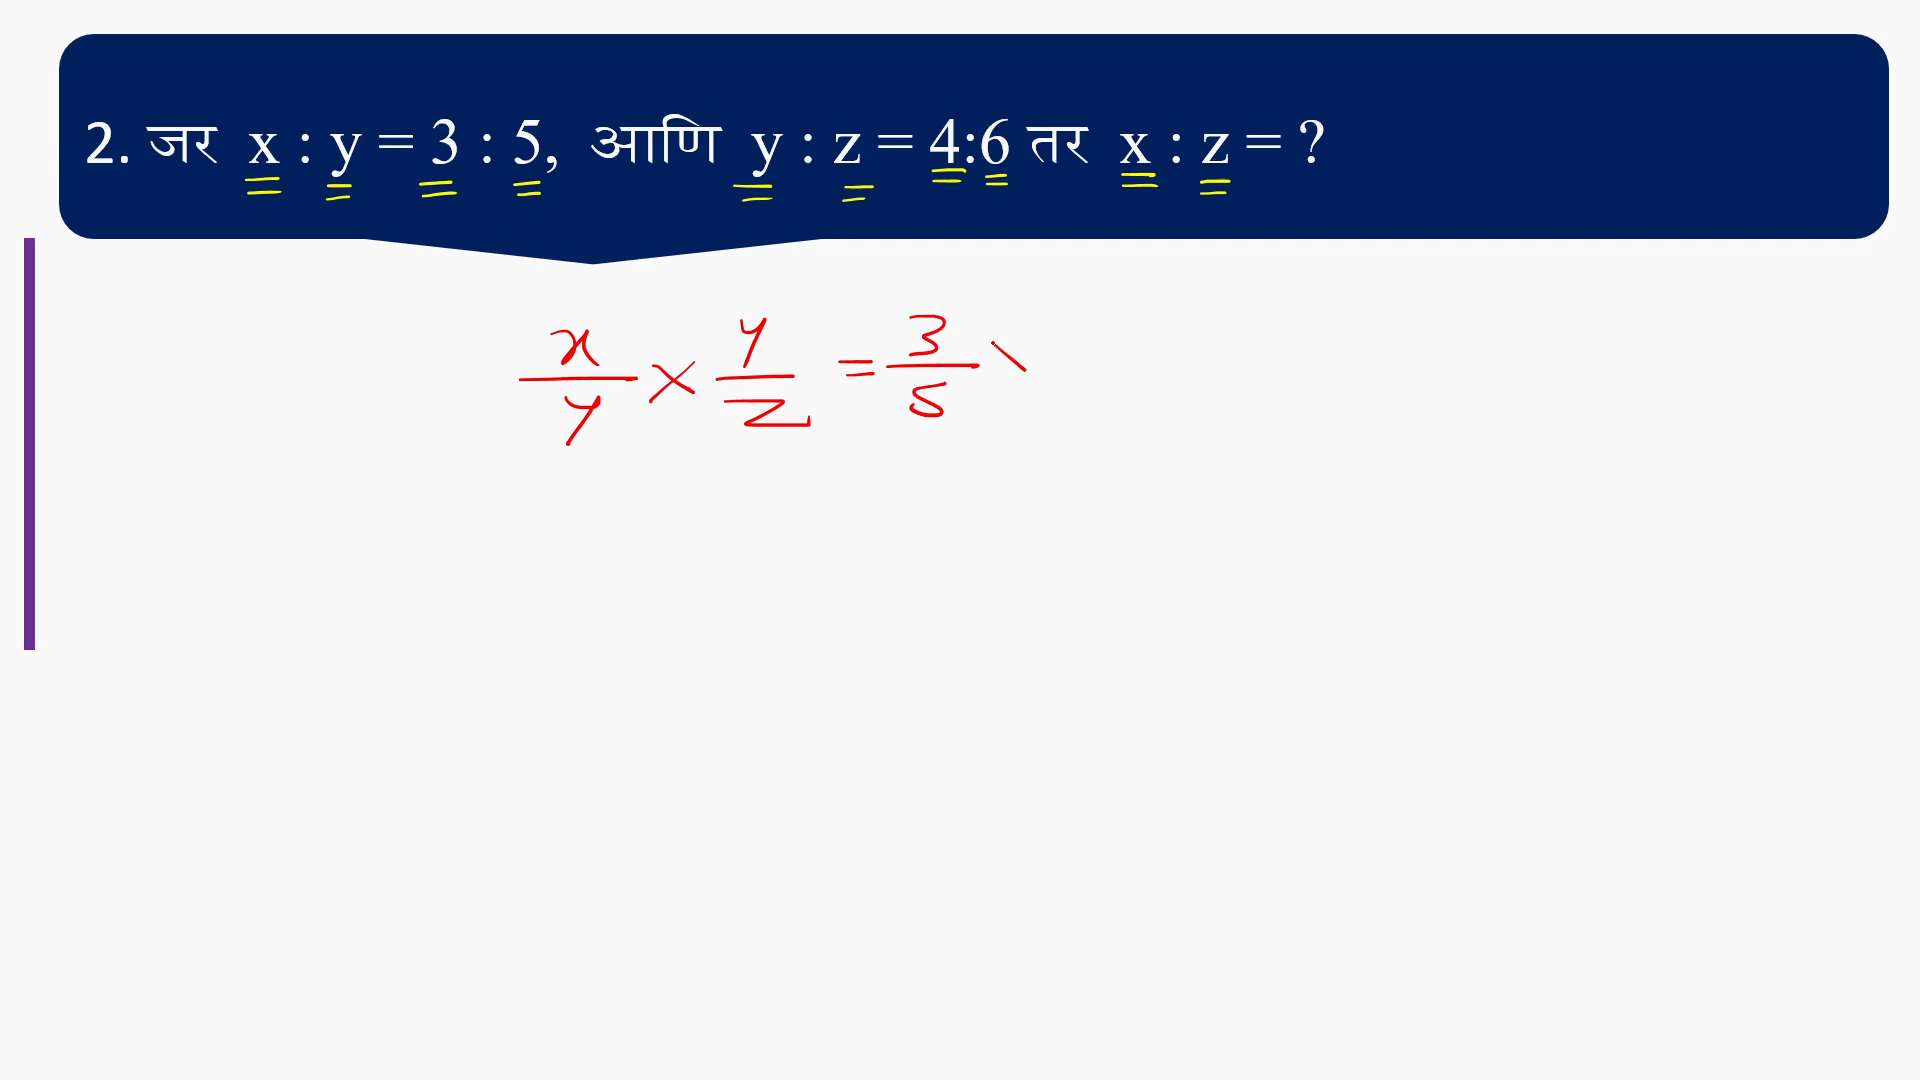 2. जर x : y = 3 : 5, आणि y : z = 4:6 तर x : z = ?
x/y × y/z = 3/5